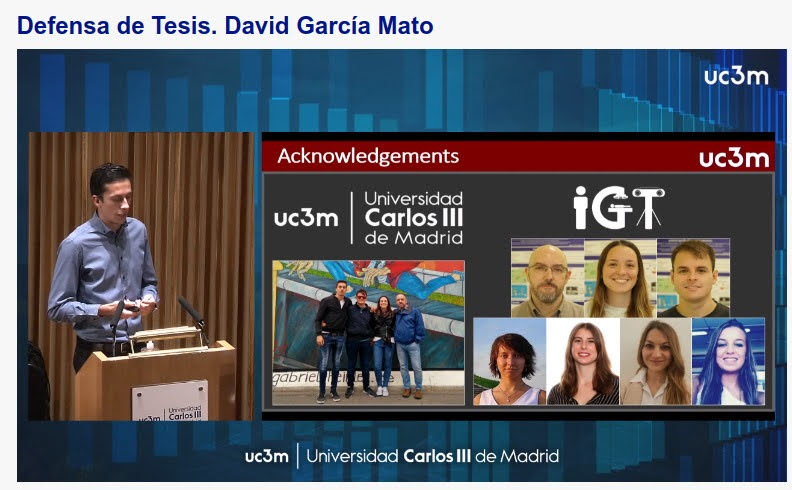 Defensa de Tesis. David García Mato
uc3m
Acknowledgements
uc3m
uc3m
Universidad
Carlos III
de Madrid
iGT
uc3m
Universidad
Carlos III
uc3m | Universidad Carlos III de Madrid